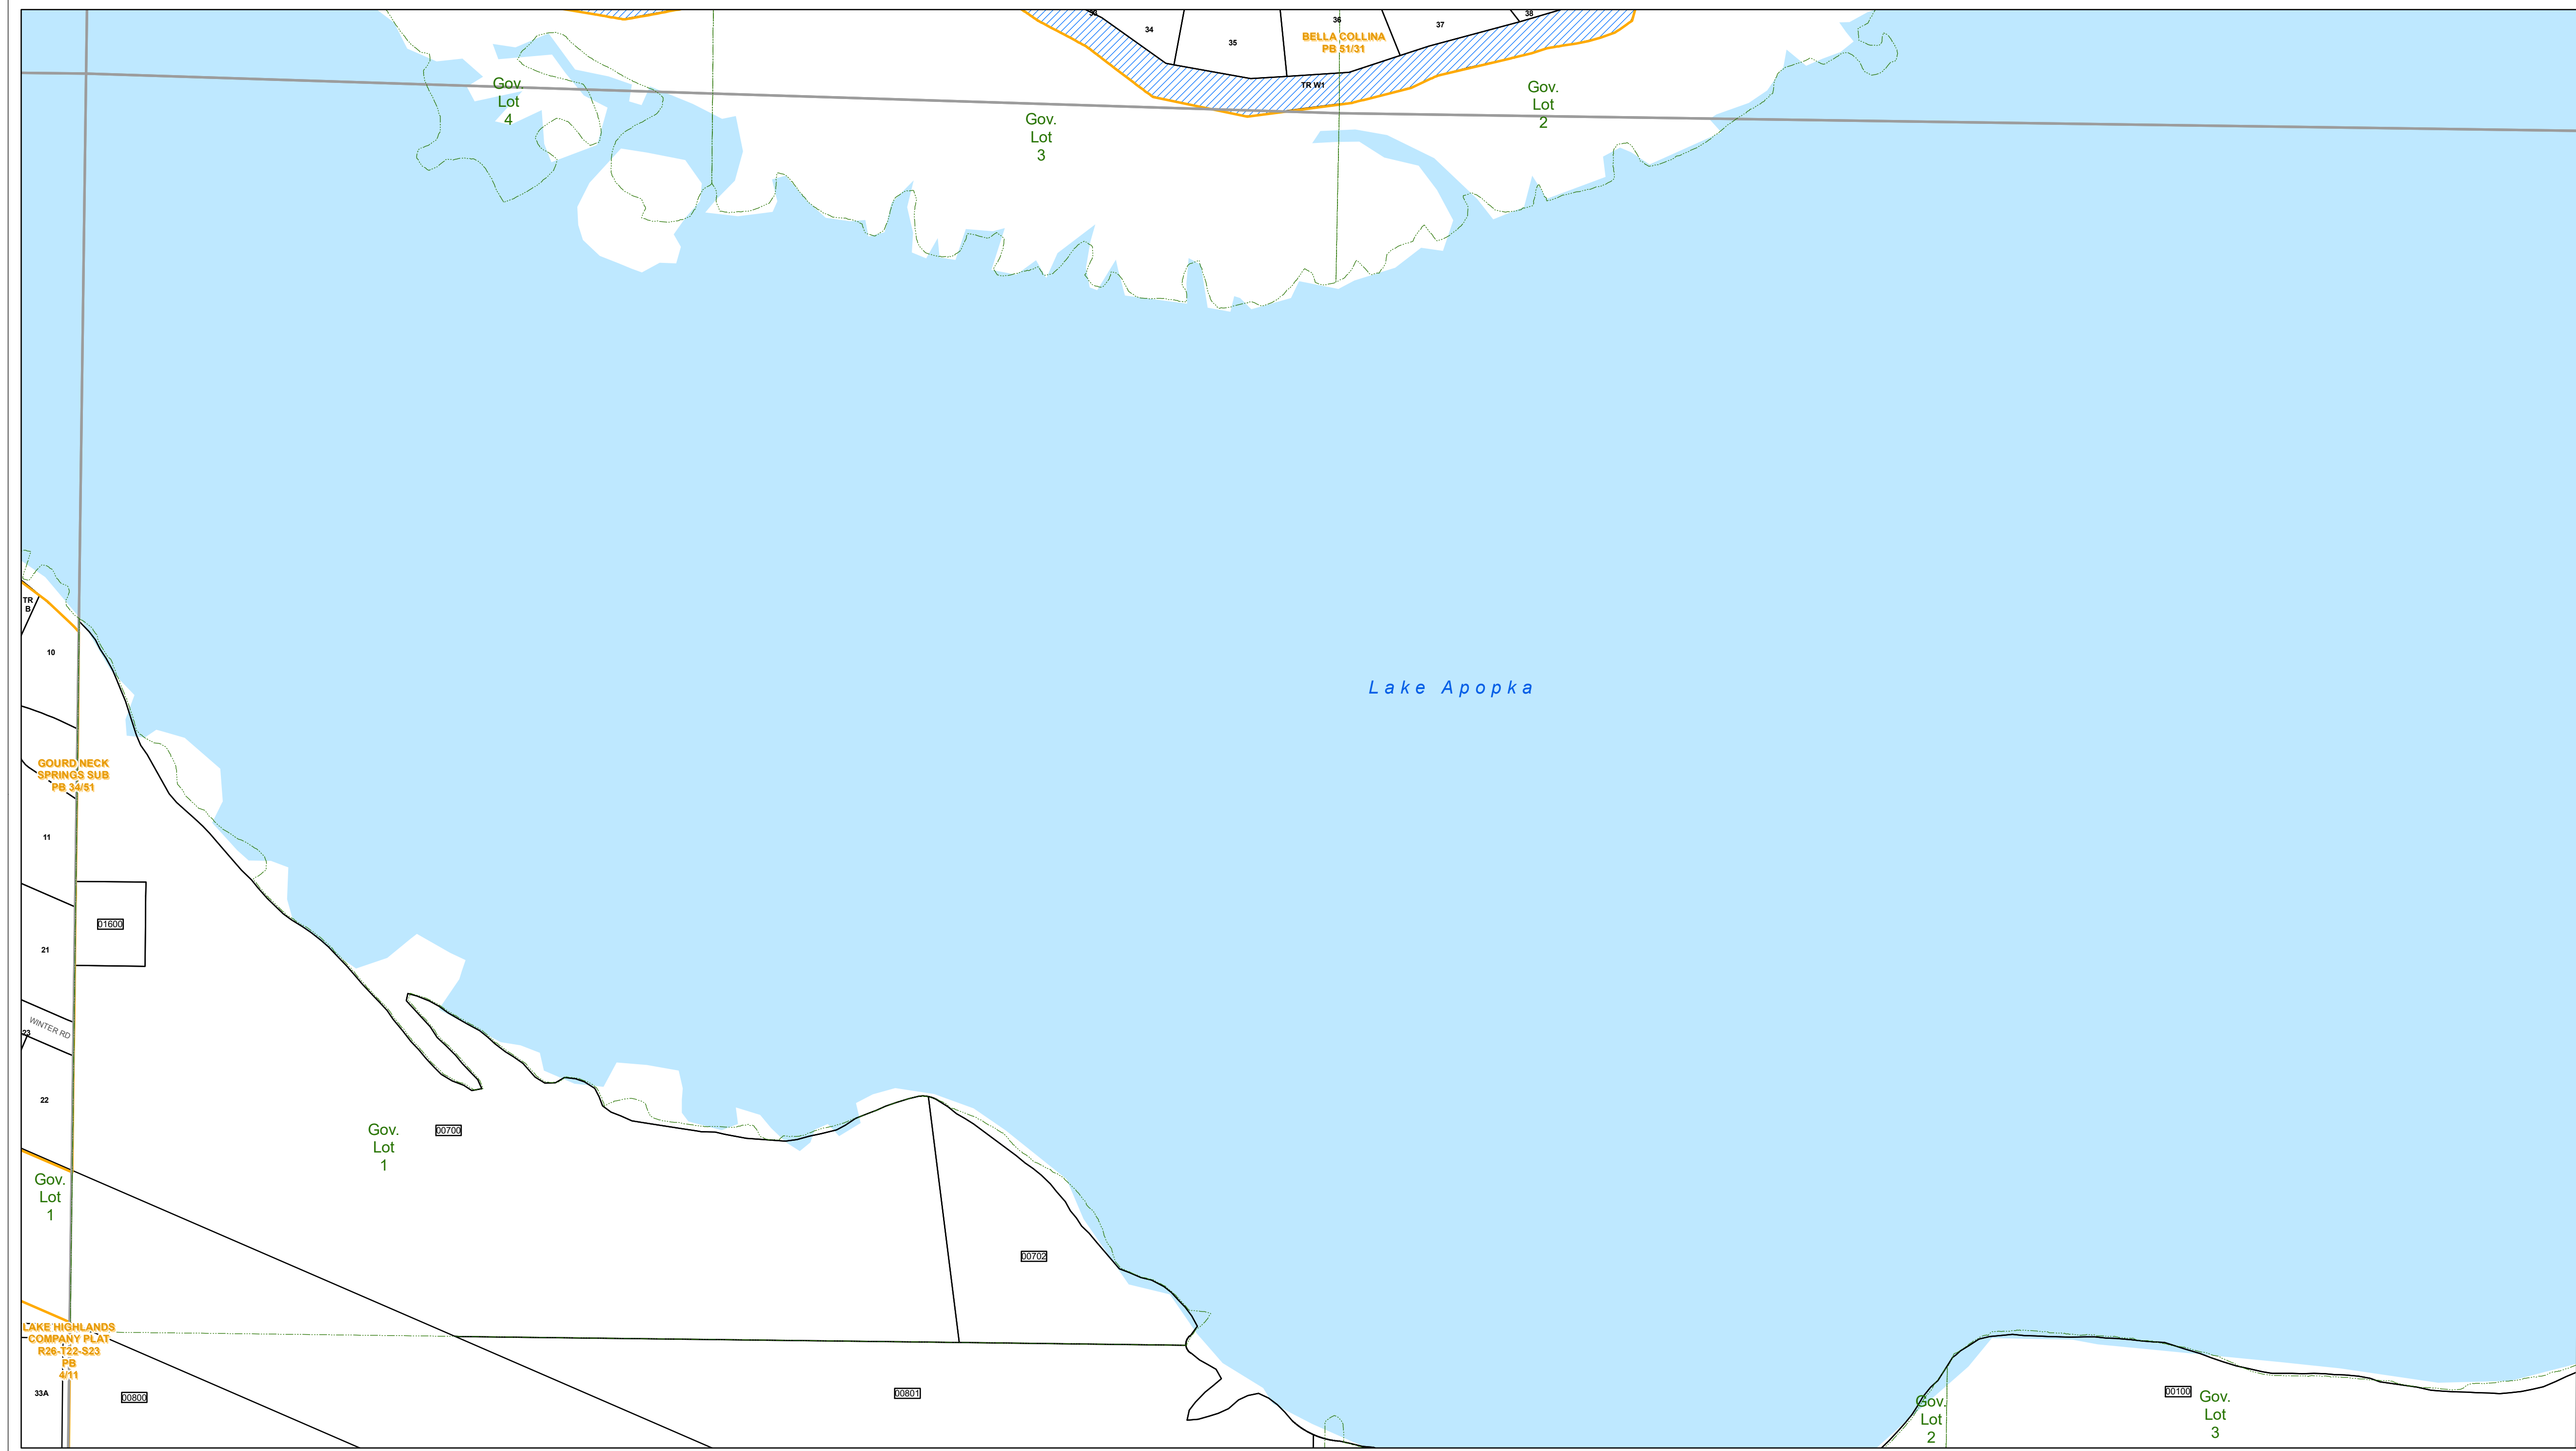 33
34
35
36
37
38
BELLA COLLINA
PB 51/31
TR W1
Gov.
Lot
4
Gov.
Lot
3
Gov.
Lot
2
TR
B
10
Lake Apopka
GOURD NECK
SPRINGS SUB
PB 34/51
11
01600
21
WINTER RD
23
22
Gov.
Lot
1
00700
Gov.
Lot
1
00702
LAKE HIGHLANDS
COMPANY PLAT
R26-T22-S23
PB
4/11
33A
00800
00801
Gov.
Lot
2
00100
Gov.
Lot
3